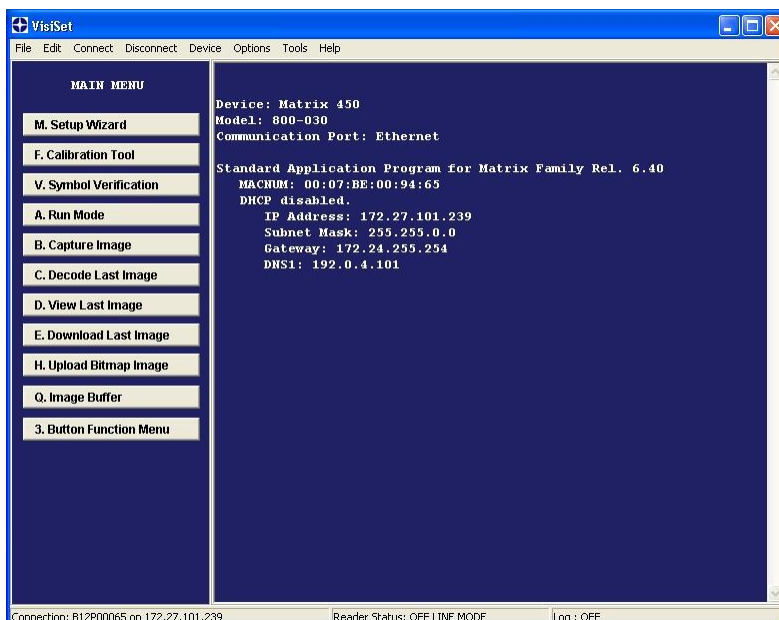 VisiSet
File Edit Connect Disconnect Device Options Tools Help
MAIN MENU
M. Setup Wizard
F. Calibration Tool
V. Symbol Verification
A. Run Mode
B. Capture Image
C. Decode Last Image
D. View Last Image
E. Download Last Image
H. Upload Bitmap Image
Q. Image Buffer
3. Button Function Menu
Device: Matrix 450
Model: 800-030
Communication Port: Ethernet
Standard Application Program for Matrix Family Rel. 6.40
MACNUM: 00:07:BE:00:94:65
DHCP disabled.
IP Address: 172.27.101.239
Subnet Mask: 255.255.0.0
Gateway: 172.24.255.254
DNS1: 192.0.4.101
Connection: B12P00065 on 172.27.101.239
Reader Status: OFF LINE MODE
Log : OFF